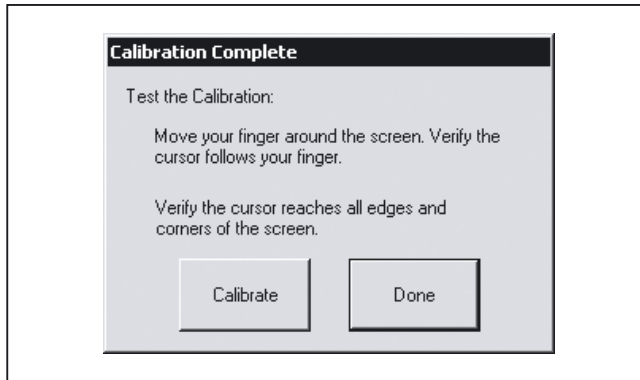 Calibration Complete
Test the Calibration:
Move your finger around the screen. Verify the
cursor follows your finger.
Verify the cursor reaches all edges and
corners of the screen.
Calibrate
Done